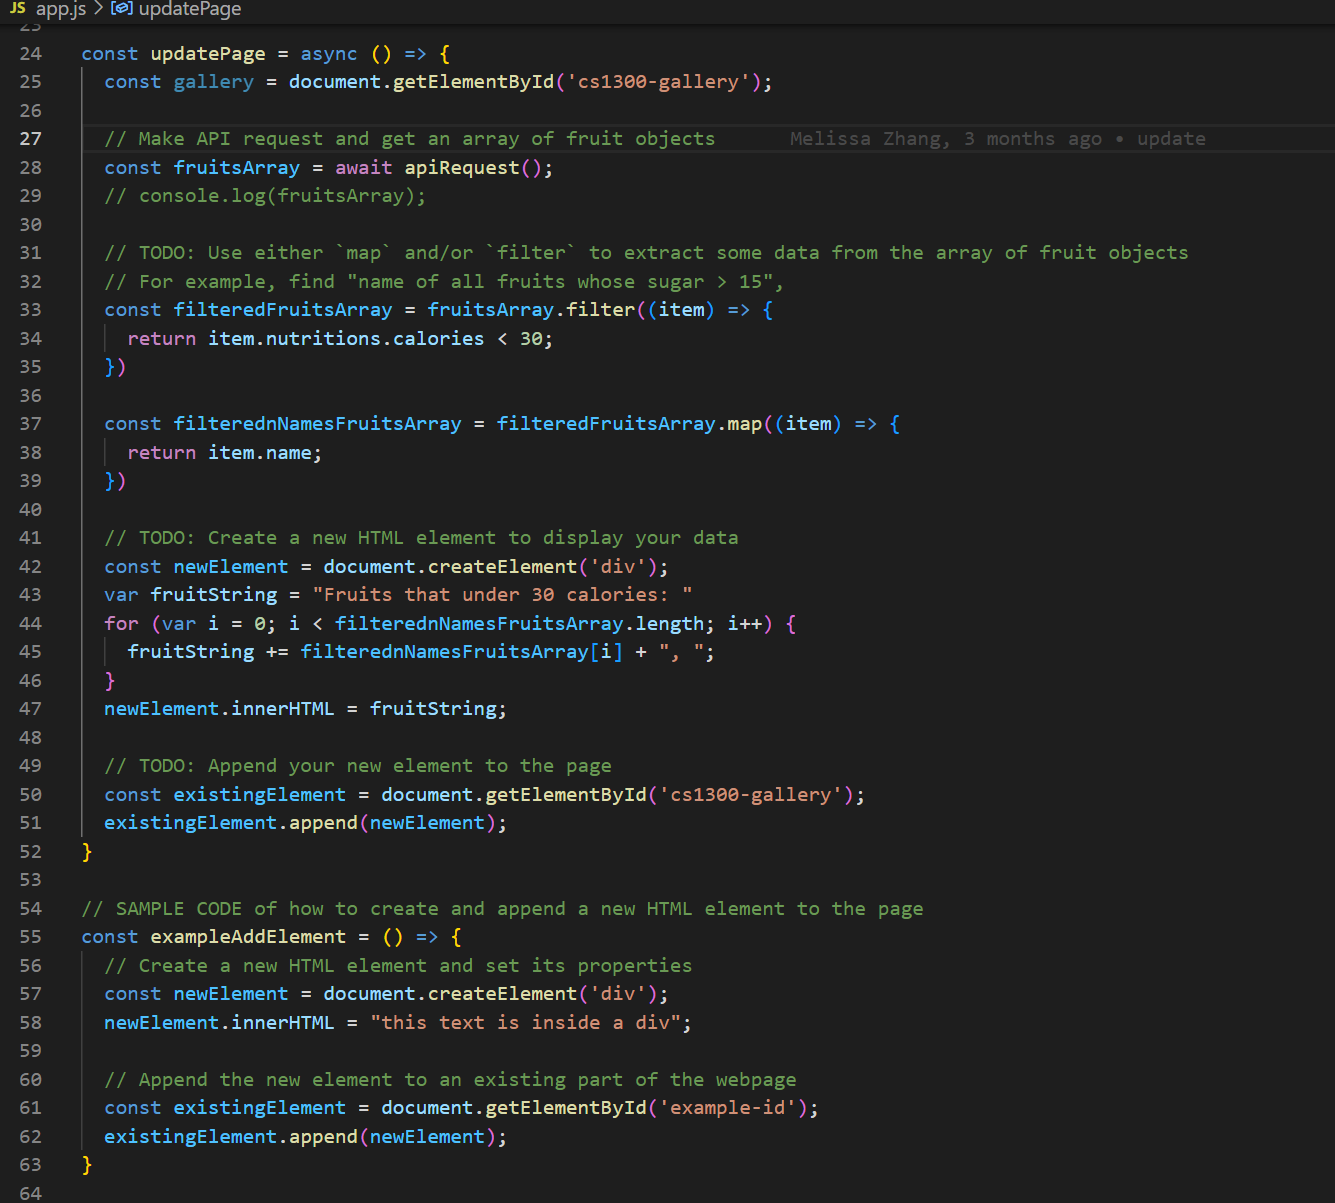 JS app.js > updatePage
23
24 const updatePage = async () => {
25 const gallery = document.getElementById('cs1300-gallery');
26
27 // Make API request and get an array of fruit objects Melissa Zhang, 3 months ago • update
28 const fruitsArray = await apiRequest();
29 // console.log(fruitsArray);
30
31 // TODO: Use either `map` and/or `filter` to extract some data from the array of fruit objects
32 // For example, find "name of all fruits whose sugar > 15",
33 const filteredFruitsArray = fruitsArray.filter((item) => {
34 return item.nutritions.calories < 30;
35 })
36
37 const filterednNamesFruitsArray = filteredFruitsArray.map((item) => {
38 return item.name;
39 })
40
41 // TODO: Create a new HTML element to display your data
42 const newElement = document.createElement('div');
43 var fruitString = "Fruits that under 30 calories: "
44 for (var i = 0; i < filterednNamesFruitsArray.length; i++) {
45 fruitString += filterednNamesFruitsArray[i] + ", ";
46 }
47 newElement.innerHTML = fruitString;
48
49 // TODO: Append your new element to the page
50 const existingElement = document.getElementById('cs1300-gallery');
51 existingElement.append(newElement);
52 }
53
54 // SAMPLE CODE of how to create and append a new HTML element to the page
55 const exampleAddElement = () => {
56 // Create a new HTML element and set its properties
57 const newElement = document.createElement('div');
58 newElement.innerHTML = "this text is inside a div";
59
60 // Append the new element to an existing part of the webpage
61 const existingElement = document.getElementById('example-id');
62 existingElement.append(newElement);
63 }
64